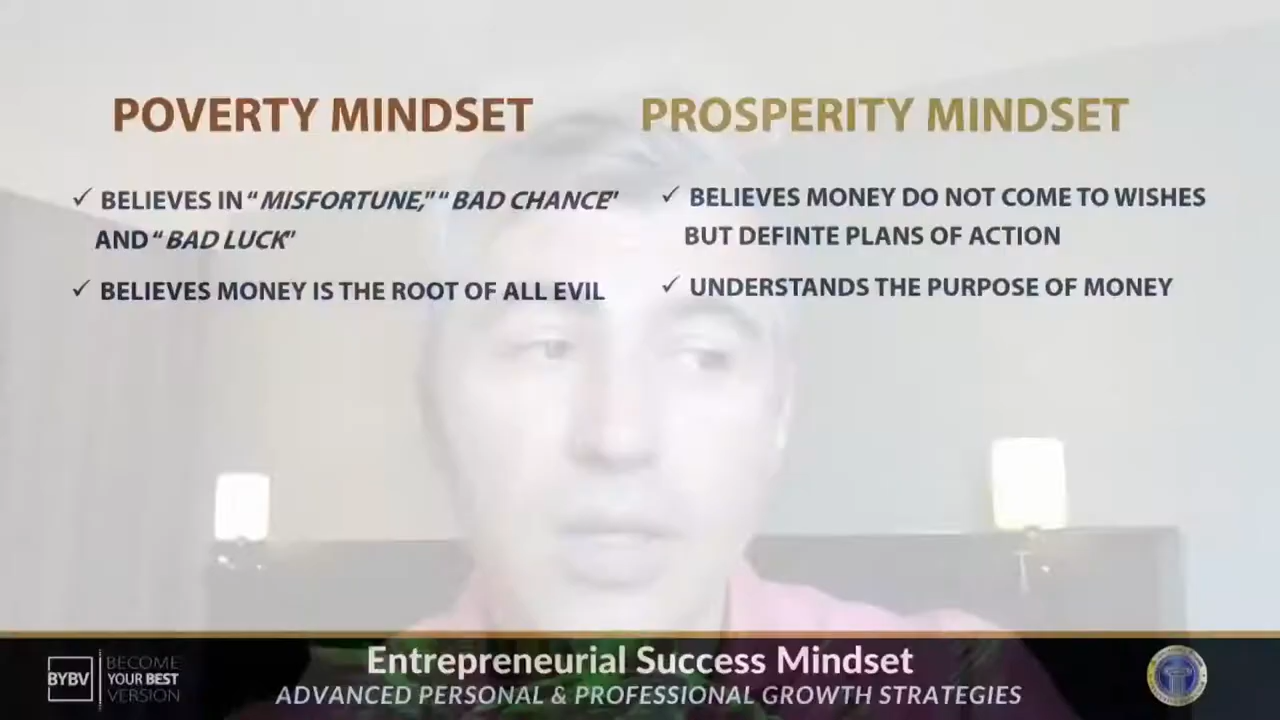 POVERTY MINDSET
✓ BELIEVES IN “MISFORTUNE,” “BAD CHANCE”
AND “BAD LUCK”
✓ BELIEVES MONEY IS THE ROOT OF ALL EVIL
PROSPERITY MINDSET
✓ BELIEVES MONEY DO NOT COME TO WISHES
BUT DEFINTE PLANS OF ACTION
✓ UNDERSTANDS THE PURPOSE OF MONEY
BYBV
BECOME
YOUR BEST
VERSION
Entrepreneurial Success Mindset
ADVANCED PERSONAL & PROFESSIONAL GROWTH STRATEGIES